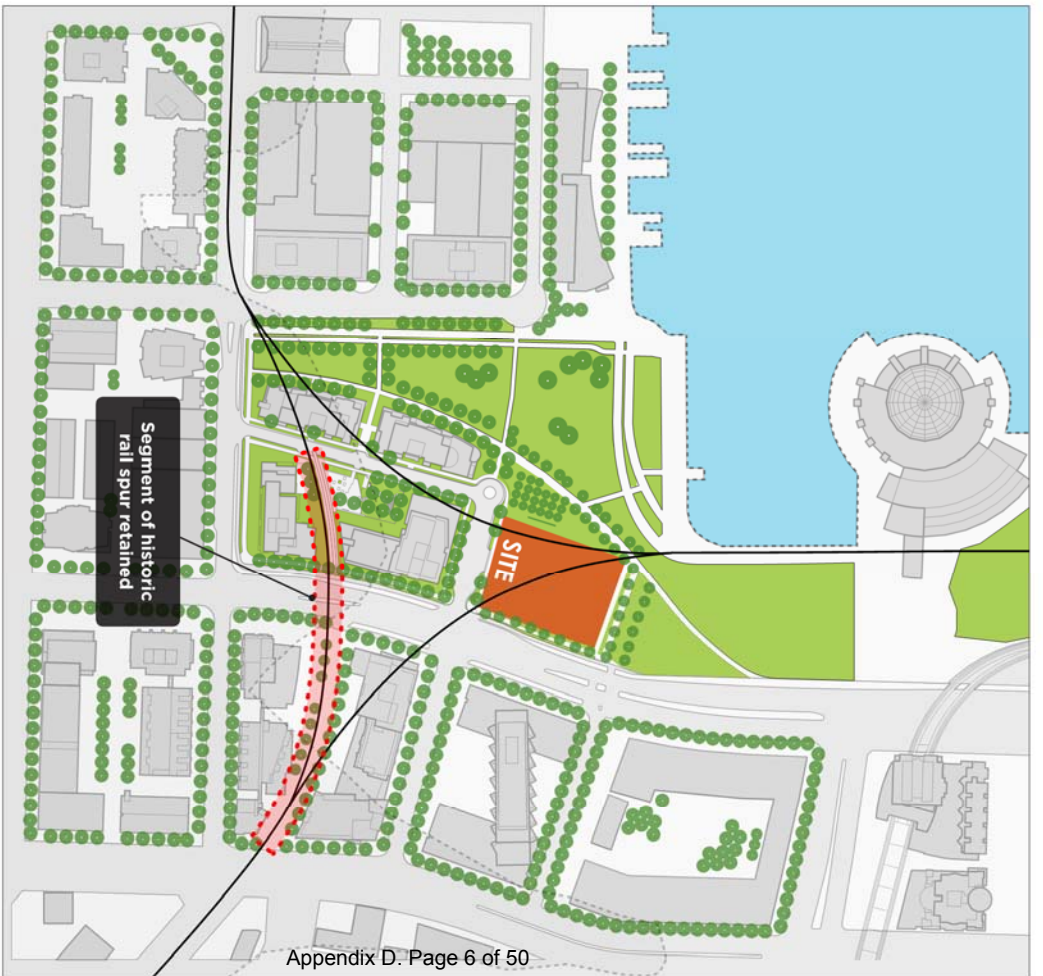 Segment of historic
rail spur retained
SITE
Appendix D. Page 6 of 50